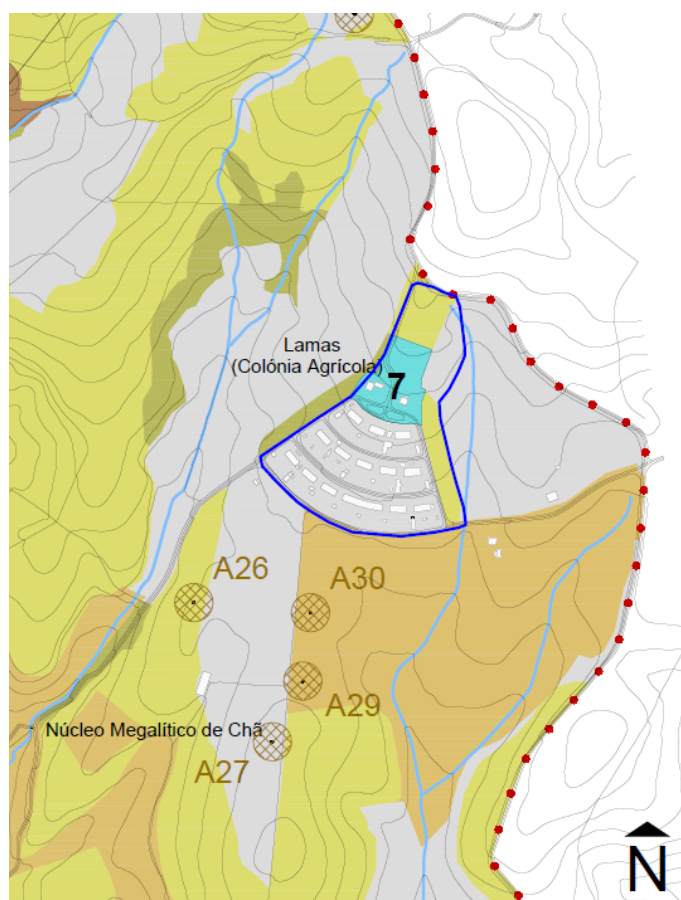 Lamas
(Colónia Agrícola)
7
A26
A30
A29
Núcleo Megalítico de Chã
A27
N